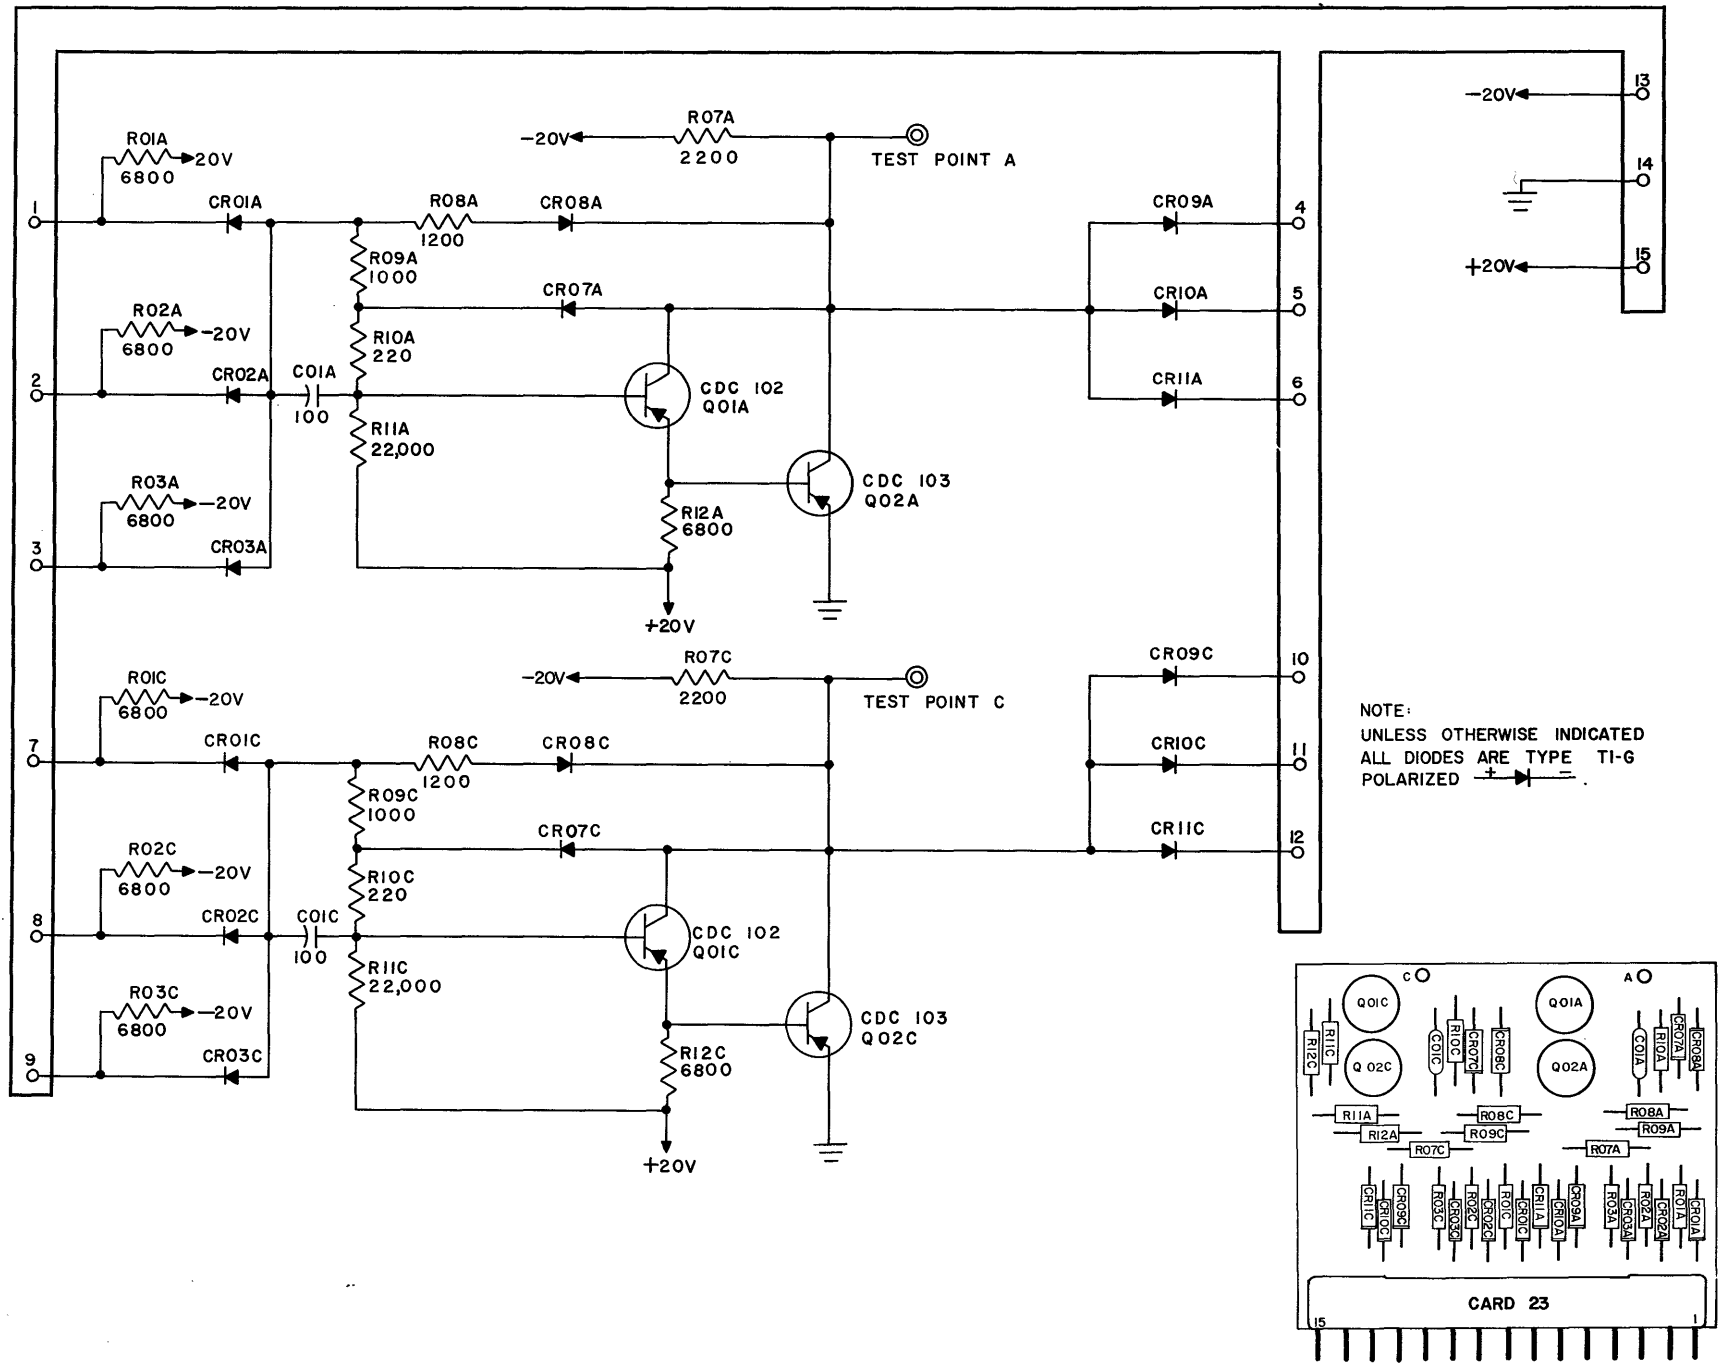 13
-20V
14
15
+20V
R01A
20V
6800
-20V
R07A
2200
TEST POINT A
1
CR01A
R08A
1200
CR08A
CR09A
4
R09A
1000
CR07A
CR10A
5
R02A
-20V
6800
R10A
220
2
CR02A
C01A
100
CDC 102
Q01A
CR11A
6
R11A
22,000
R03A
-20V
6800
CDC 103
Q02A
R12A
6800
3
CR03A
+20V
R01C
-20V
6800
-20V
R07C
2200
TEST POINT C
CR09C
10
7
CR01C
R08C
1200
CR08C
CR10C
11
R09C
1000
CR07C
CR11C
12
R02C
-20V
6800
R10C
220
8
CR02C
C01C
100
CDC 102
Q01C
R11C
22,000
R03C
-20V
6800
CDC 103
Q02C
R12C
6800
9
CR03C
+20V
NOTE:
UNLESS OTHERWISE INDICATED
ALL DIODES ARE TYPE TI-G
POLARIZED + -.
C
A
Q01C
Q01A
R12C
R11C
C01C
R10C
CR07C
CR08C
C01A
R10A
CR07A
CR08A
Q02C
Q02A
R11A
R08C
R08A
R12A
R09C
R09A
R07C
R07A
CR11C
CR10C
CR09C
R03C
CR03C
R02C
CR02C
R01C
CR01C
CR11A
CR10A
CR09A
R03A
CR03A
R02A
CR02A
R01A
CR01A
CARD 23
15
1